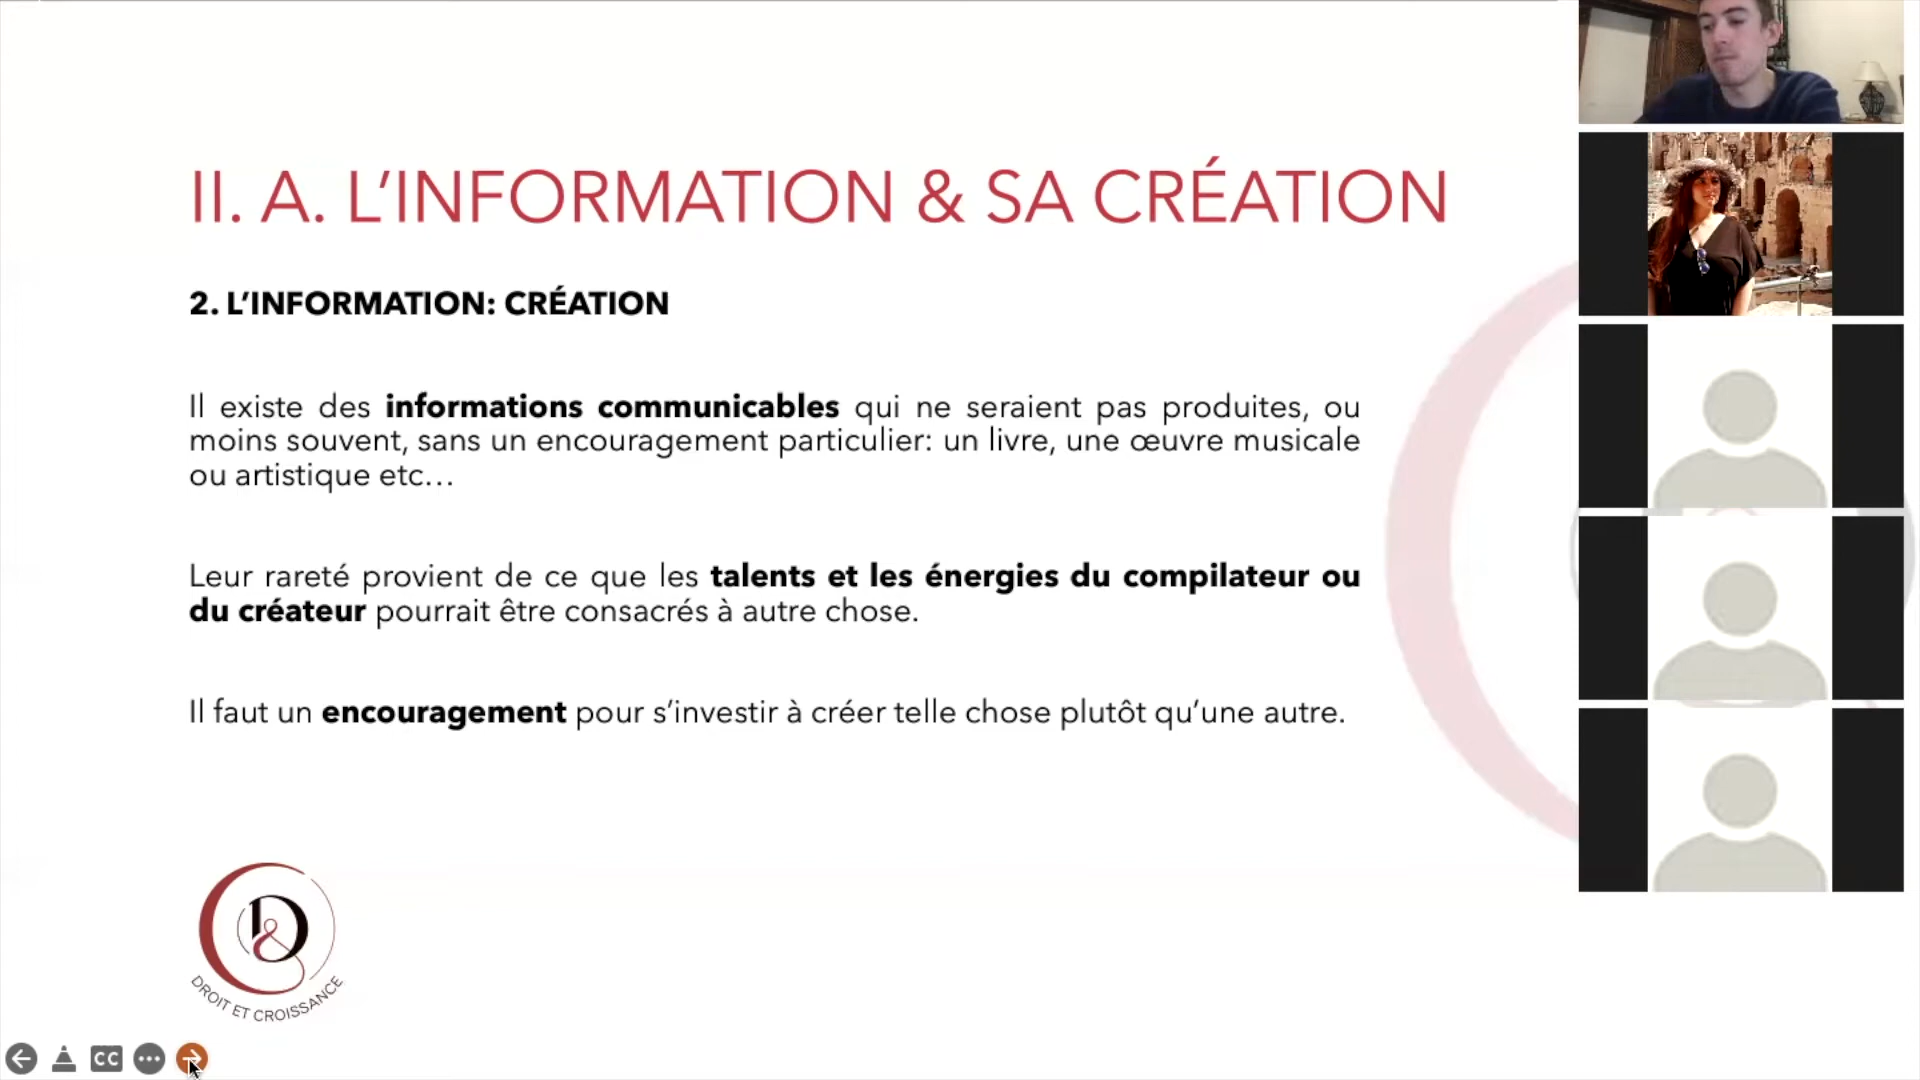 II. A. L’INFORMATION & SA CRÉATION
2. L’INFORMATION: CRÉATION
Il existe des informations communicables qui ne seraient pas produites, ou
moins souvent, sans un encouragement particulier: un livre, une œuvre musicale
ou artistique etc…
Leur rareté provient de ce que les talents et les énergies du compilateur ou
du créateur pourrait être consacrés à autre chose.
Il faut un encouragement pour s’investir à créer telle chose plutôt qu’une autre.
D&
DROIT ET CROISSANCE
CC